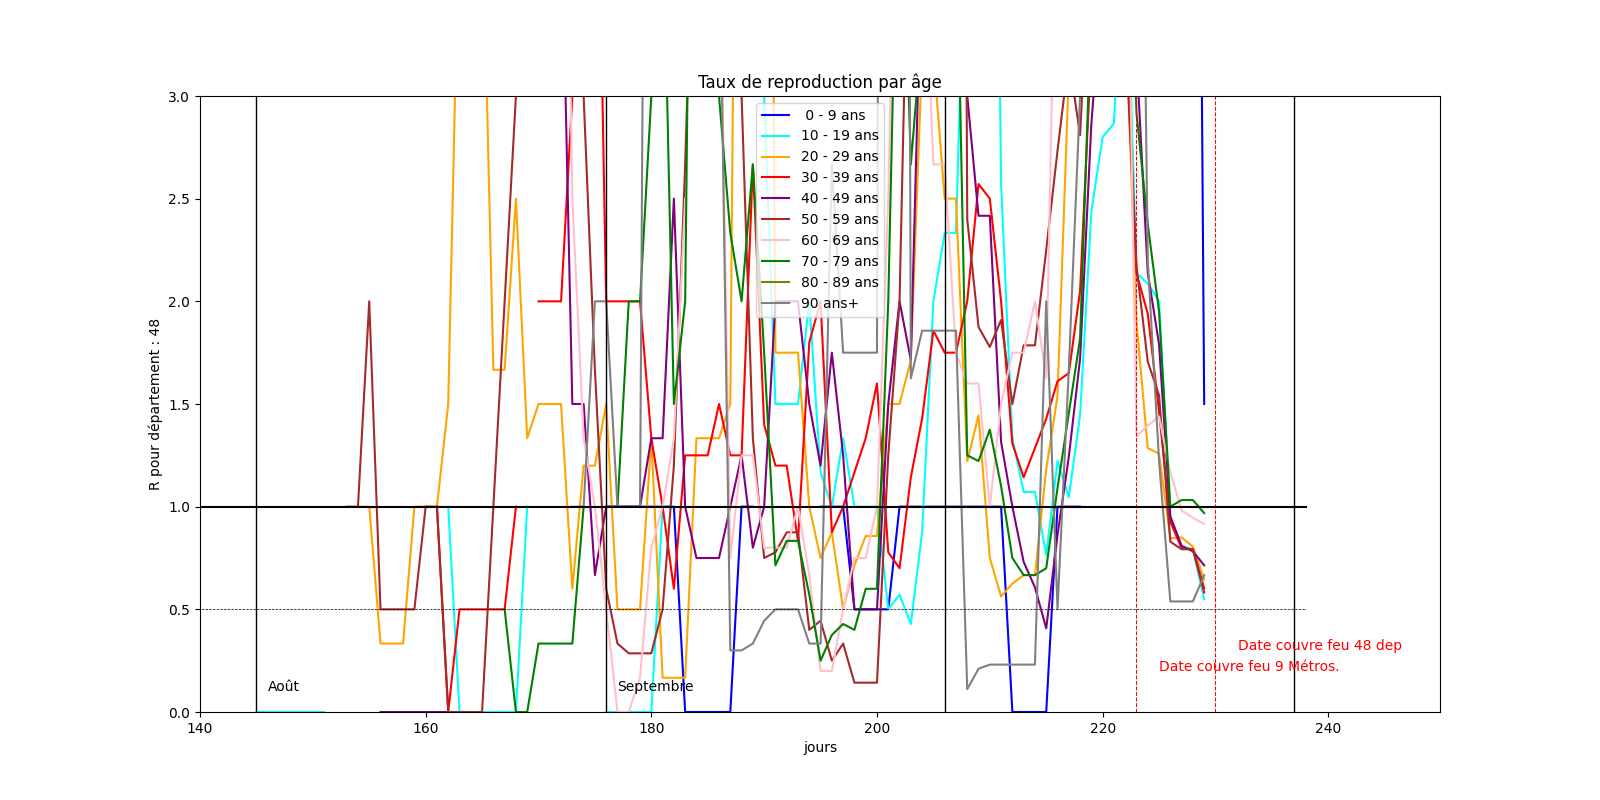 Taux de reproduction par âge
3.0
2.5
2.0
1.5
1.0
0.5
0.0
R pour département : 48
0 - 9 ans
10 - 19 ans
20 - 29 ans
30 - 39 ans
40 - 49 ans
50 - 59 ans
60 - 69 ans
70 - 79 ans
80 - 89 ans
90 ans+
Date couvre feu 48 dep
Date couvre feu 9 Métros.
Août
Septembre
140
160
180
200
220
240
jours